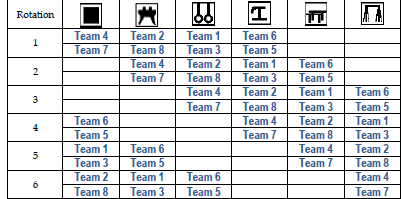 Rotation
1 Team 4 Team 2 Team 1 Team 6
Team 7 Team 8 Team 3 Team 5
2 Team 4 Team 2 Team 1 Team 6
Team 7 Team 8 Team 3 Team 5
3 Team 4 Team 2 Team 1 Team 6
Team 7 Team 8 Team 3 Team 5
4 Team 6 Team 4 Team 2 Team 1
Team 5 Team 7 Team 8 Team 3
5 Team 1 Team 6 Team 4 Team 2
Team 3 Team 5 Team 7 Team 8
6 Team 2 Team 1 Team 6 Team 4
Team 8 Team 3 Team 5 Team 7